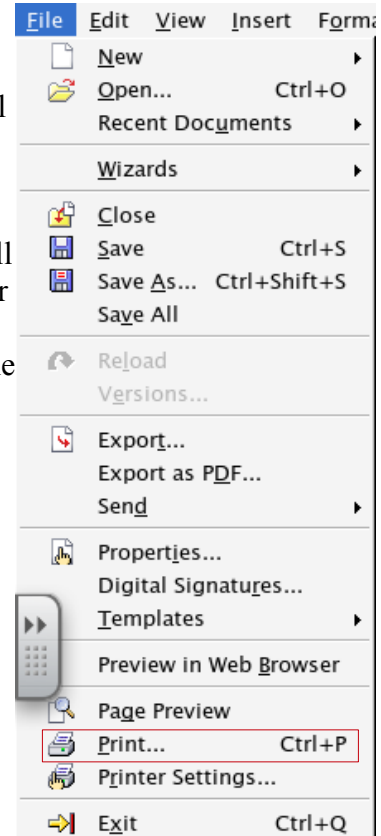 File Edit View Insert Forma
New
Open... Ctrl+O
Recent Documents
Wizards
Close
Save Ctrl+S
Save As... Ctrl+Shift+S
Save All
Reload
Versions...
Export...
Export as PDF...
Send
Properties...
Digital Signatures...
Templates
Preview in Web Browser
Page Preview
Print... Ctrl+P
Printer Settings...
Exit Ctrl+Q